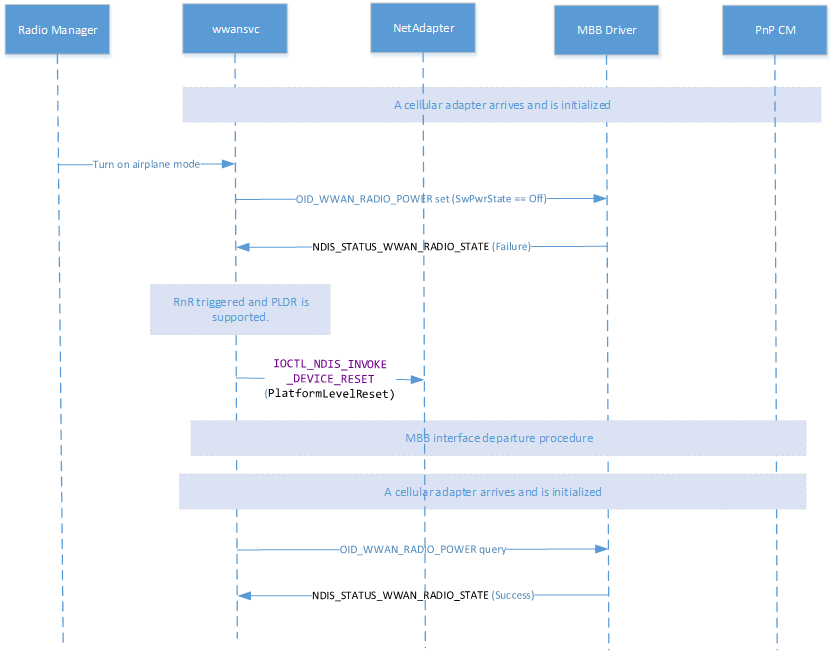 Radio Manager
wwansvc
NetAdapter
MBB Driver
PnP CM
A cellular adapter arrives and is initialized
Turn on airplane mode
OID_WWAN_RADIO_POWER set (SwPwrState == Off)
NDIS_STATUS_WWAN_RADIO_STATE (Failure)
RnR triggered and PLDR is
supported.
IOCTL_NDIS_INVOKE
_DEVICE_RESET
(PlatformLevelReset)
MBB interface departure procedure
A cellular adapter arrives and is initialized
OID_WWAN_RADIO_POWER query
NDIS_STATUS_WWAN_RADIO_STATE (Success)